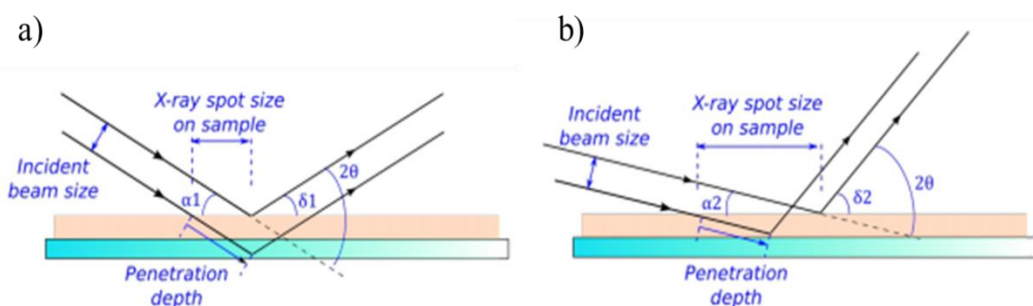 a)
X-ray spot size
on sample
Incident
beam size
α1
δ1
2θ
Penetration
depth
b)
X-ray spot size
on sample
Incident
beam size
α2
δ2
2θ
Penetration
depth